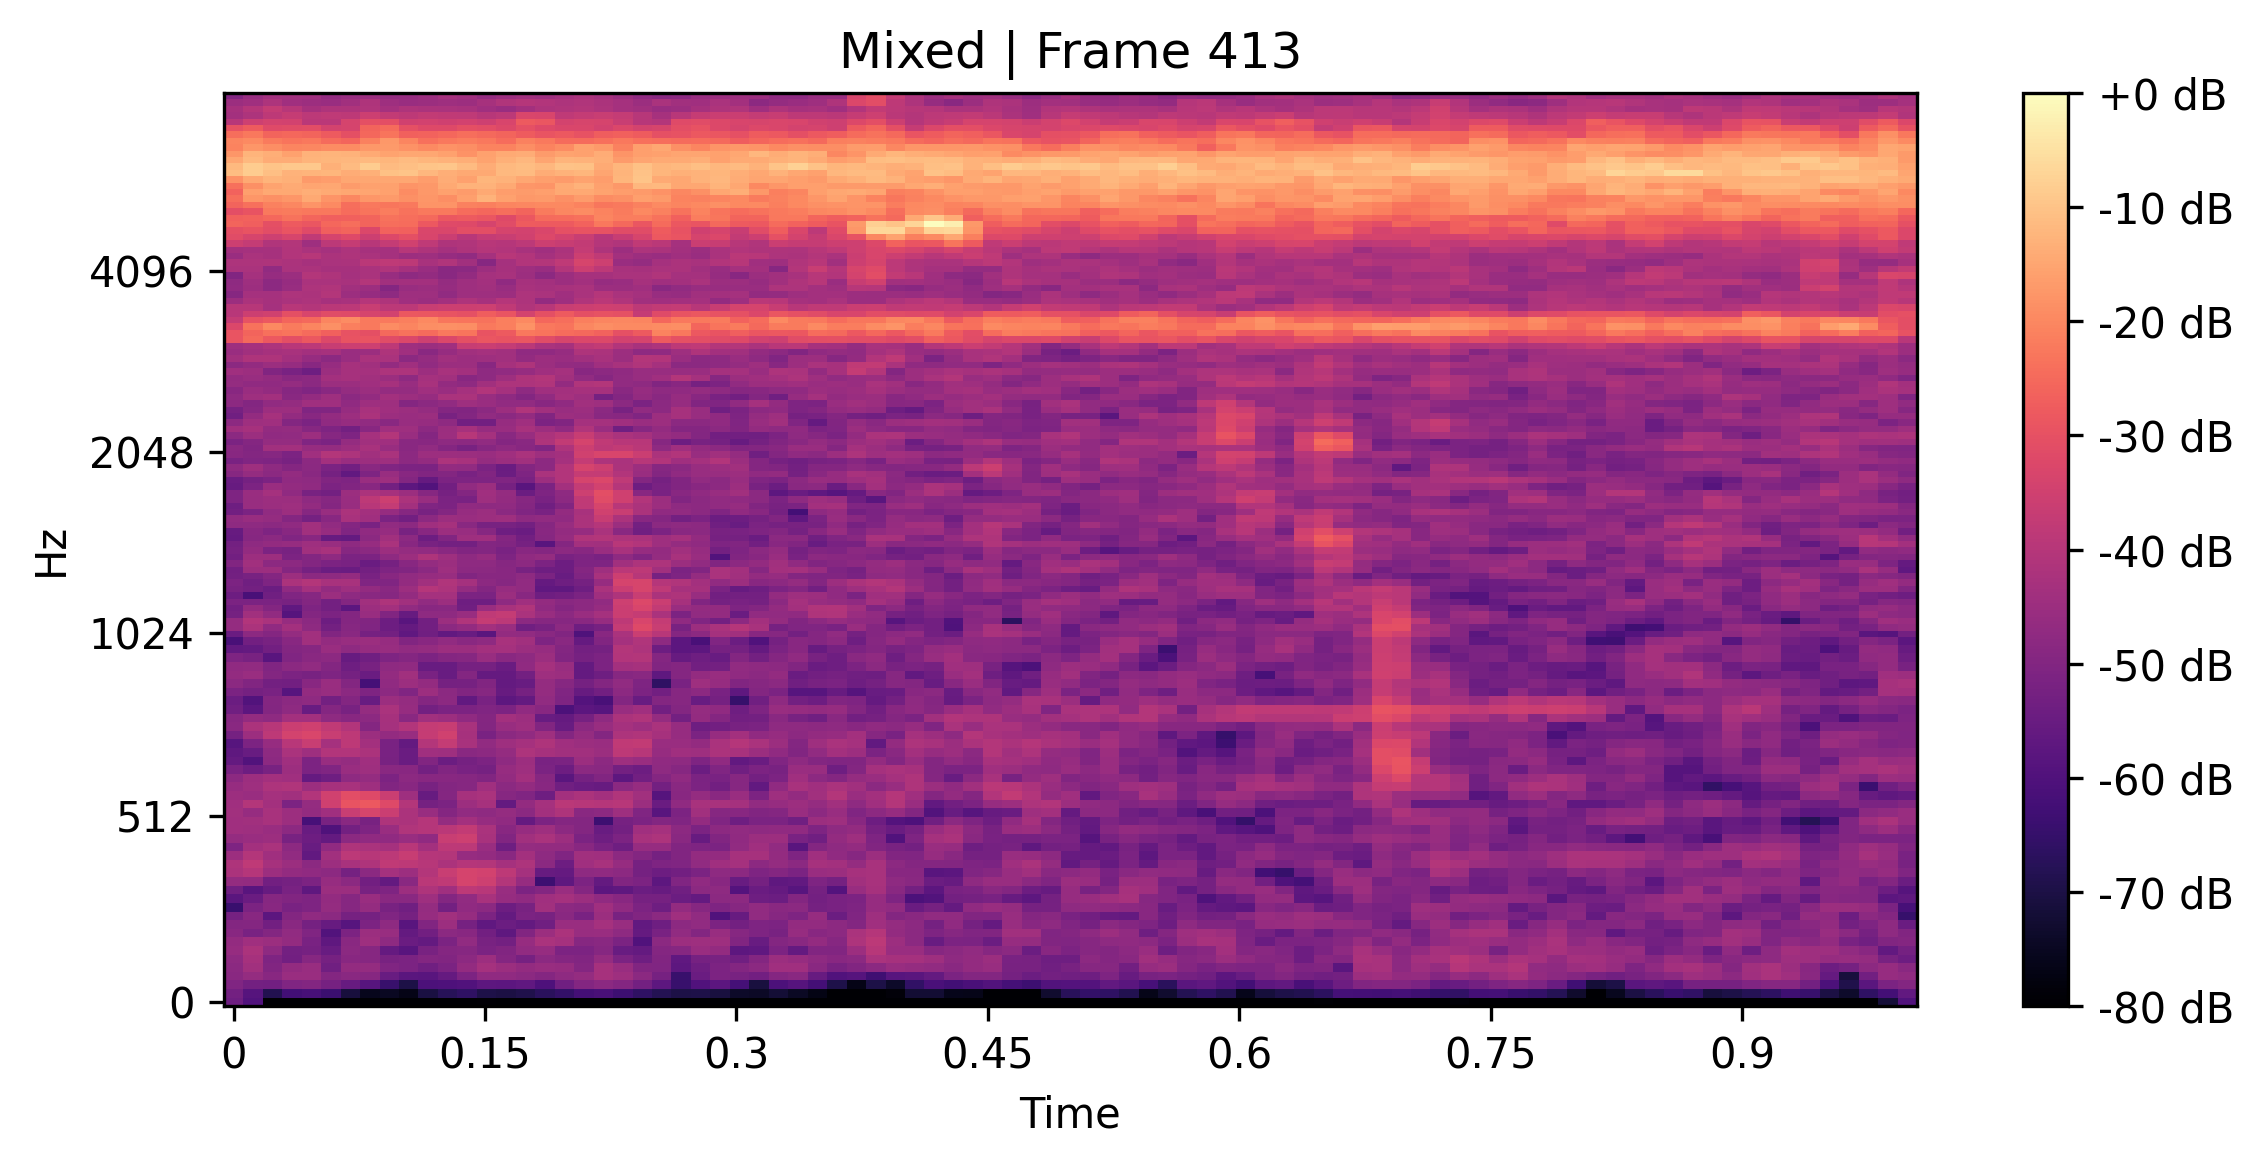 Mixed | Frame 413
Hz
4096
2048
1024
512
0
0 0.15 0.3 0.45 0.6 0.75 0.9
Time
+0 dB
-10 dB
-20 dB
-30 dB
-40 dB
-50 dB
-60 dB
-70 dB
-80 dB